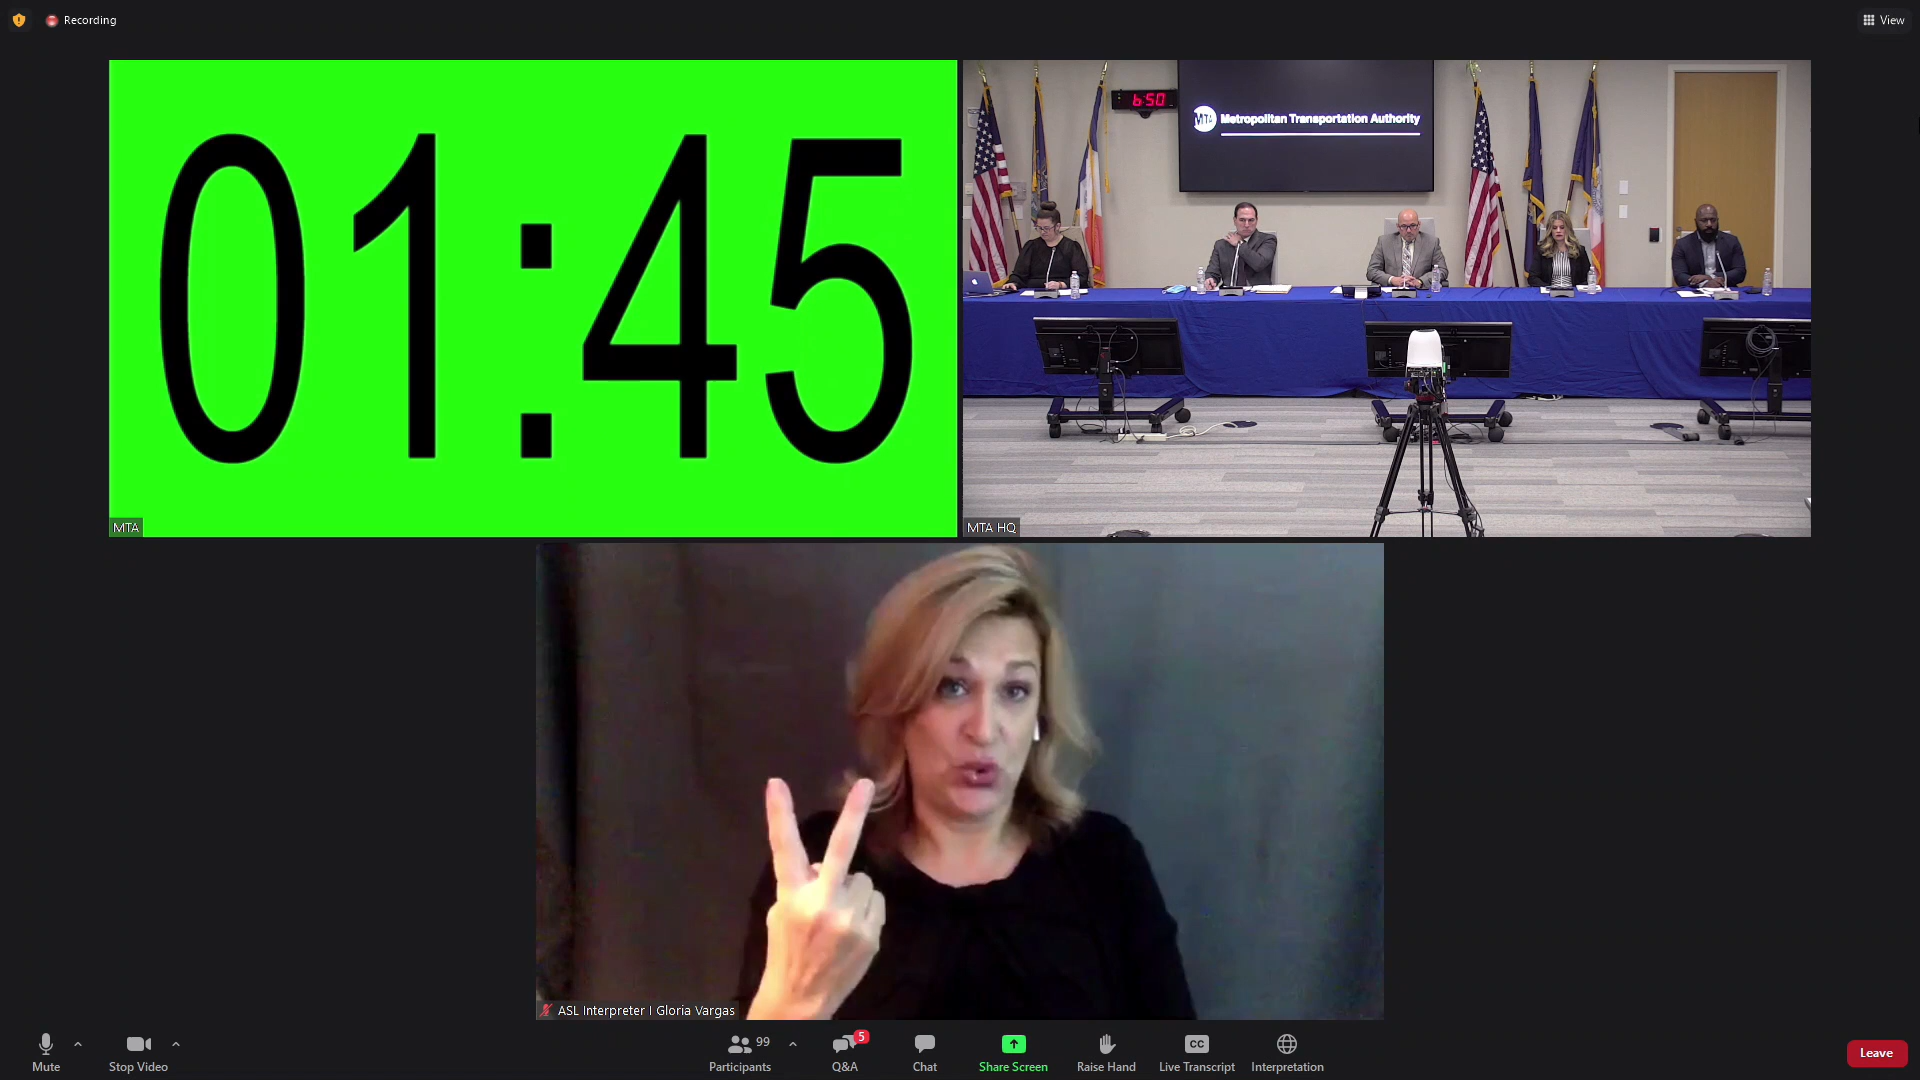 Recording
View
01:45
MTA
6:50
MTA Metropolitan Transportation Authority
MTA HQ
ASL Interpreter I Gloria Vargas
Mute
Stop Video
99
Participants
5
Q&A
Chat
Share Screen
Raise Hand
CC
Live Transcript
Interpretation
Leave